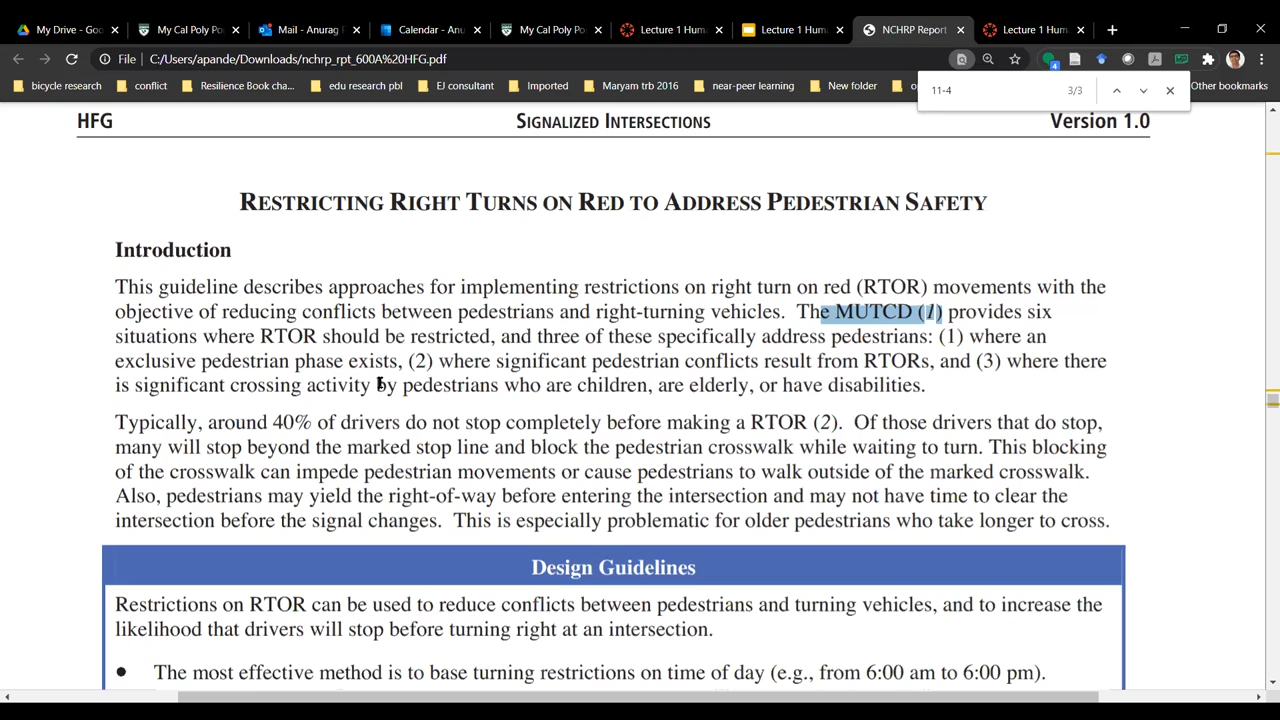 My Drive - Goo
My Cal Poly Po
Mail - Anurag
Calendar - Anu
My Cal Poly Po
Lecture 1 Huma
Lecture 1 Huma
NCHRP Report
Lecture 1 Huma
File C:/Users/apande/Downloads/nchrp_rpt_600A%20HFG.pdf
4
bicycle research
conflict
Resilience Book cha...
edu research pbl
EJ consultant
Imported
Maryam trb 2016
near-peer learning
New folder
Other bookmarks
11-4 3/3
HFG SIGNALIZED INTERSECTIONS Version 1.0
RESTRICTING RIGHT TURNS ON RED TO ADDRESS PEDESTRIAN SAFETY
Introduction
This guideline describes approaches for implementing restrictions on right turn on red (RTOR) movements with the
objective of reducing conflicts between pedestrians and right-turning vehicles. The MUTCD (1) provides six
situations where RTOR should be restricted, and three of these specifically address pedestrians: (1) where an
exclusive pedestrian phase exists, (2) where significant pedestrian conflicts result from RTORs, and (3) where there
is significant crossing activity by pedestrians who are children, are elderly, or have disabilities.
Typically, around 40% of drivers do not stop completely before making a RTOR (2). Of those drivers that do stop,
many will stop beyond the marked stop line and block the pedestrian crosswalk while waiting to turn. This blocking
of the crosswalk can impede pedestrian movements or cause pedestrians to walk outside of the marked crosswalk.
Also, pedestrians may yield the right-of-way before entering the intersection and may not have time to clear the
intersection before the signal changes. This is especially problematic for older pedestrians who take longer to cross.
Design Guidelines
Restrictions on RTOR can be used to reduce conflicts between pedestrians and turning vehicles, and to increase the
likelihood that drivers will stop before turning right at an intersection.
• The most effective method is to base turning restrictions on time of day (e.g., from 6:00 am to 6:00 pm).